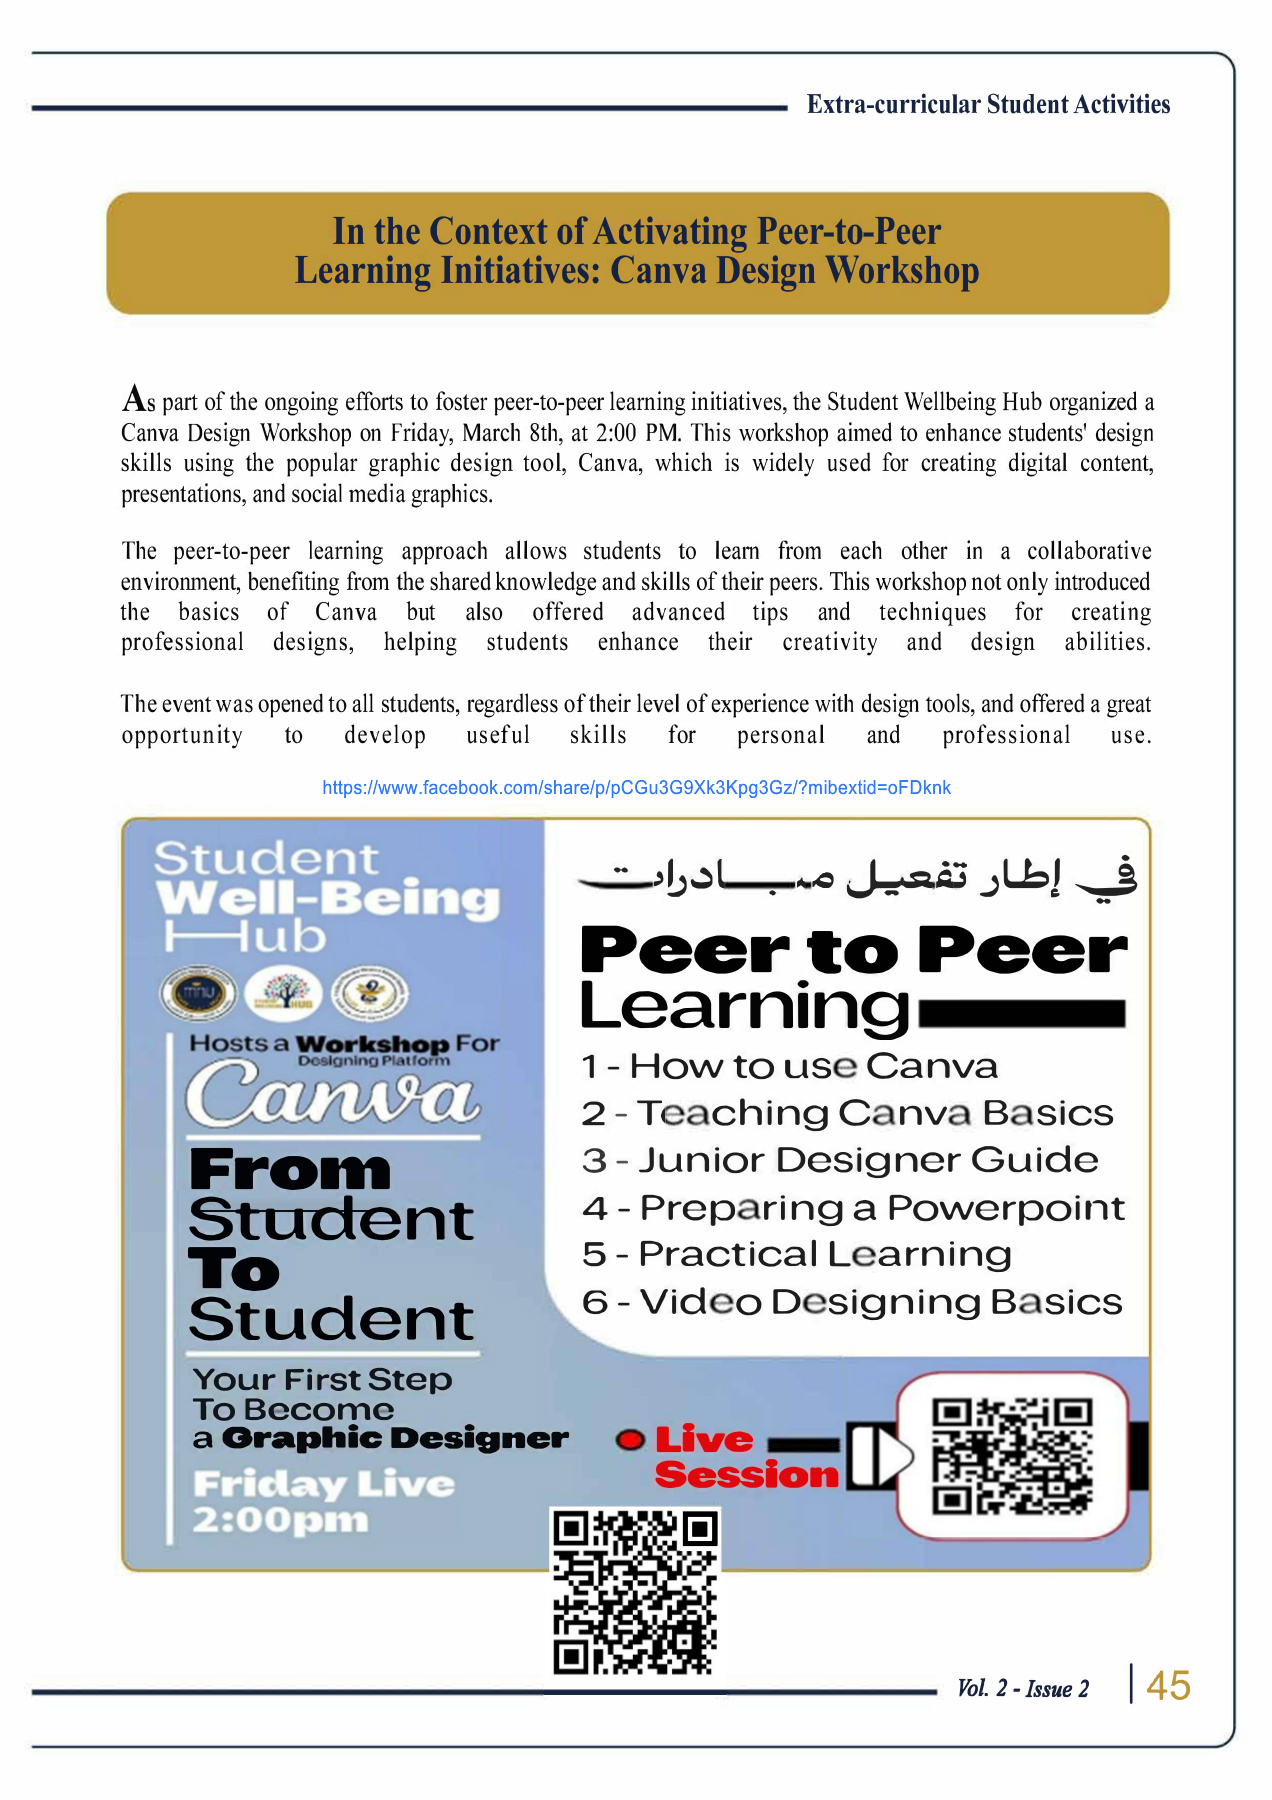 Extra-curricular Student Activities
In the Context of Activating Peer-to-Peer
Learning Initiatives: Canva Design Workshop
As part of the ongoing efforts to foster peer-to-peer learning initiatives, the Student Wellbeing Hub organized a
Canva Design Workshop on Friday, March 8th, at 2:00 PM. This workshop aimed to enhance students' design
skills using the popular graphic design tool, Canva, which is widely used for creating digital content,
presentations, and social media graphics.
The peer-to-peer learning approach allows students to learn from each other in a collaborative
environment, benefiting from the shared knowledge and skills of their peers. This workshop not only introduced
the basics of Canva but also offered advanced tips and techniques for creating
professional designs, helping students enhance their creativity and design abilities.
The event was opened to all students, regardless of their level of experience with design tools, and offered a great
opportunity to develop useful skills for personal and professional use.
https://www.facebook.com/share/p/pCGu3G9Xk3Kpg3Gz/?mibextid=oFDknk
Student
Well-Being
Hub
mnu
HUB
Hosts a Workshop For
Designing Platform
Canva
From
Student
To
Student
Your First Step
To Become
a Graphic Designer
Friday Live
2:00pm
في إطار تفعيل مبادرات
Peer to Peer
Learning
1 - How to use Canva
2 - Teaching Canva Basics
3 - Junior Designer Guide
4 - Preparing a Powerpoint
5 - Practical Learning
6 - Video Designing Basics
Live
Session
Vol. 2 - Issue 2
45